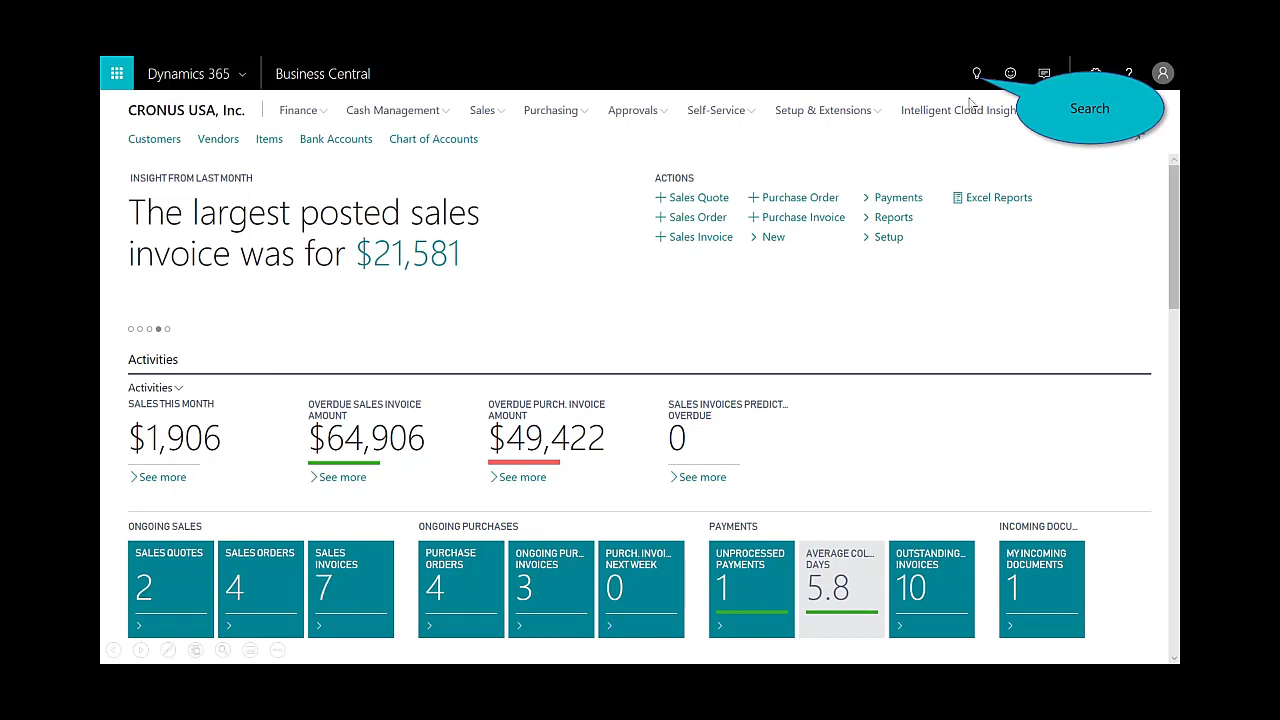 Dynamics 365 Business Central
Search
CRONUS USA, Inc. Finance Cash Management Sales Purchasing Approvals Self-Service Setup & Extensions Intelligent Cloud Insigh
Customers Vendors Items Bank Accounts Chart of Accounts
INSIGHT FROM LAST MONTH
The largest posted sales
invoice was for $21,581
ACTIONS
+ Sales Quote + Purchase Order > Payments Excel Reports
+ Sales Order + Purchase Invoice > Reports
+ Sales Invoice > New > Setup
Activities
Activities
SALES THIS MONTH
$1,906
>See more
OVERDUE SALES INVOICE
AMOUNT
$64,906
>See more
OVERDUE PURCH. INVOICE
AMOUNT
$49,422
>See more
SALES INVOICES PREDICT...
OVERDUE
0
>See more
ONGOING SALES
SALES QUOTES
2
SALES ORDERS
4
SALES
INVOICES
7
ONGOING PURCHASES
PURCHASE
ORDERS
4
ONGOING PUR...
INVOICES
3
PURCH. INVOI...
NEXT WEEK
0
PAYMENTS
UNPROCESSED
PAYMENTS
1
AVERAGE COL...
DAYS
5.8
OUTSTANDING...
INVOICES
10
INCOMING DOCU...
MY INCOMING
DOCUMENTS
1